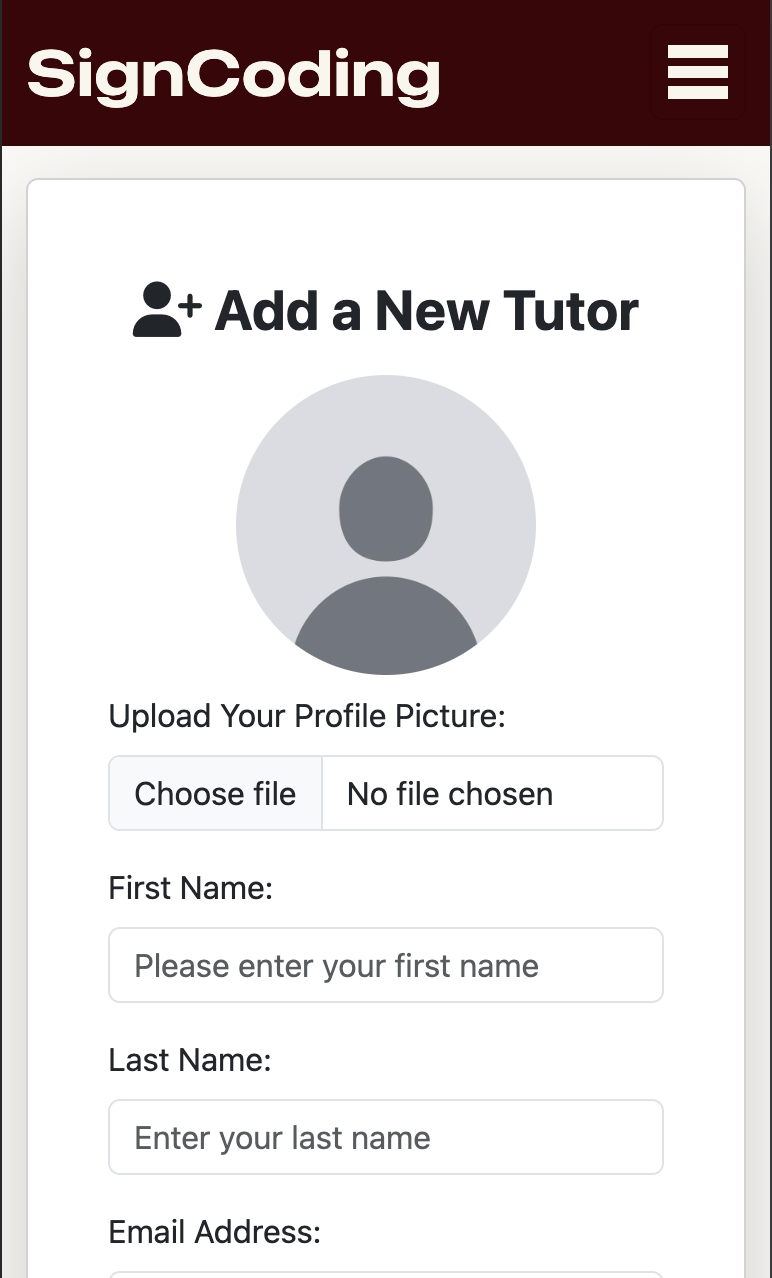 SignCoding
Add a New Tutor
Upload Your Profile Picture:
Choose file No file chosen
First Name:
Please enter your first name
Last Name:
Enter your last name
Email Address: